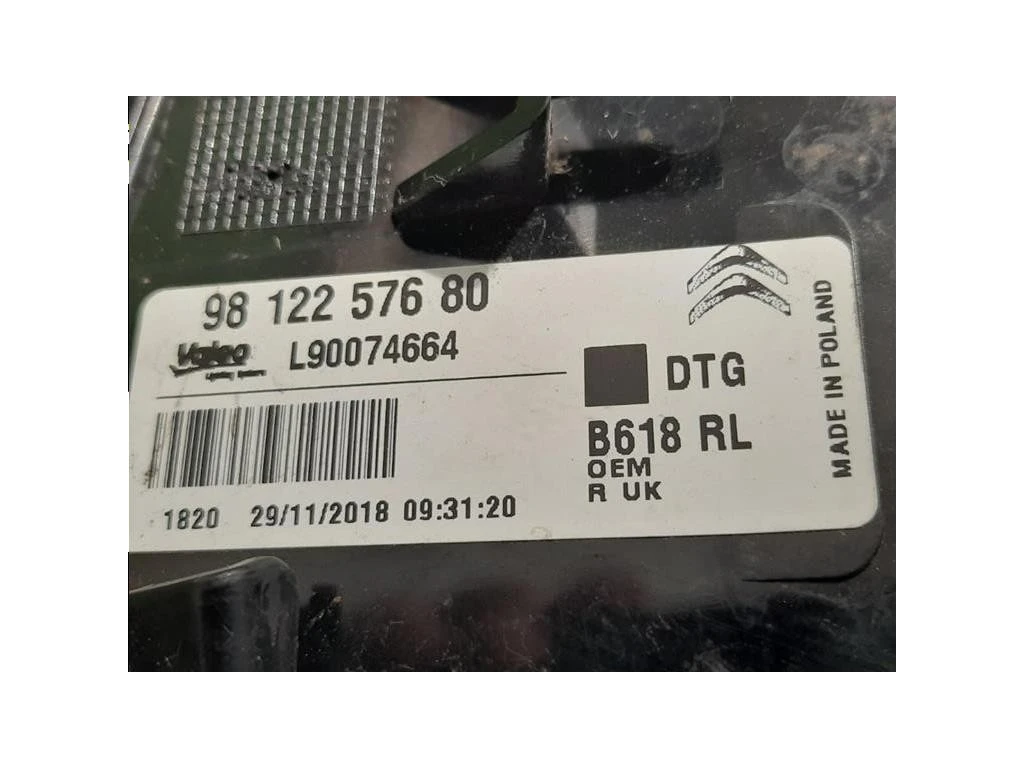 98 122 576 80
Valeo L90074664
DTG
B618 RL
OEM
R UK
1820 29/11/2018 09:31:20
MADE IN POLAND